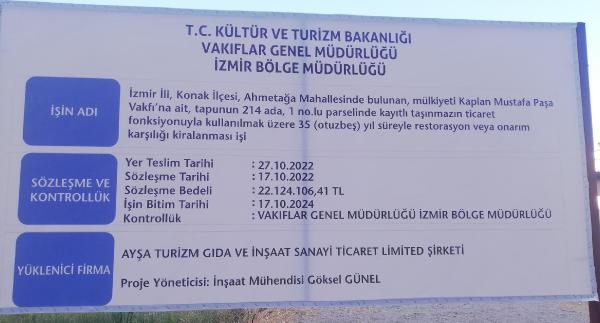 T.C. KÜLTÜR VE TURİZM BAKANLIĞI
VAKIFLAR GENEL MÜDÜRLÜĞÜ
İZMİR BÖLGE MÜDÜRLÜĞÜ
İŞİN ADI
İzmir İli, Konak İlçesi, Ahmetağa Mahallesinde bulunan, mülkiyeti Kaplan Mustafa Paşa
Vakfı'na ait, tapunun 214 ada, 1 no.lu parselinde kayıtlı taşınmazın ticaret
fonksiyonuyla kullanılmak üzere 35 (otuzbeş) yıl süreyle restorasyon veya onarım
karşılığı kiralanması işi
SÖZLEŞME VE
KONTROLLÜK
Yer Teslim Tarihi : 27.10.2022
Sözleşme Tarihi : 17.10.2022
Sözleşme Bedeli : 22.124.106,41 TL
İşin Bitim Tarihi : 17.10.2024
Kontrollük : VAKIFLAR GENEL MÜDÜRLÜĞÜ İZMİR BÖLGE MÜDÜRLÜĞÜ
YÜKLENİCİ FİRMA
AYŞA TURİZM GIDA VE İNŞAAT SANAYİ TİCARET LİMİTED ŞİRKETİ
Proje Yöneticisi: İnşaat Mühendisi Göksel GÜNEL